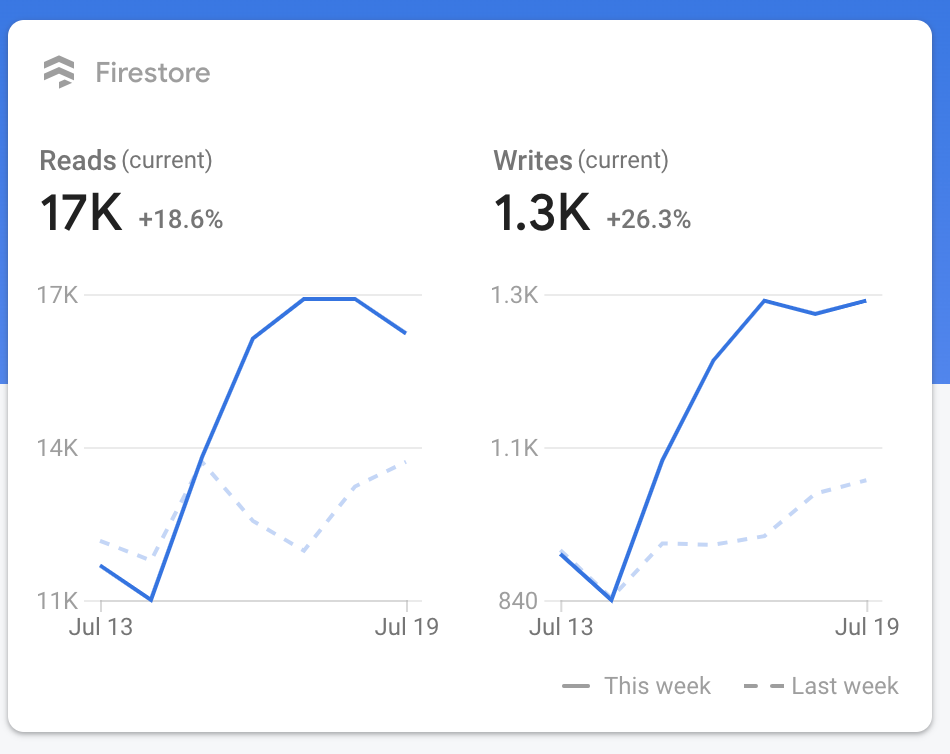 Firestore
Reads (current)
17K +18.6%
17K
14K
11K
Jul 13 Jul 19
Writes (current)
1.3K +26.3%
1.3K
1.1K
840
Jul 13 Jul 19
This week Last week